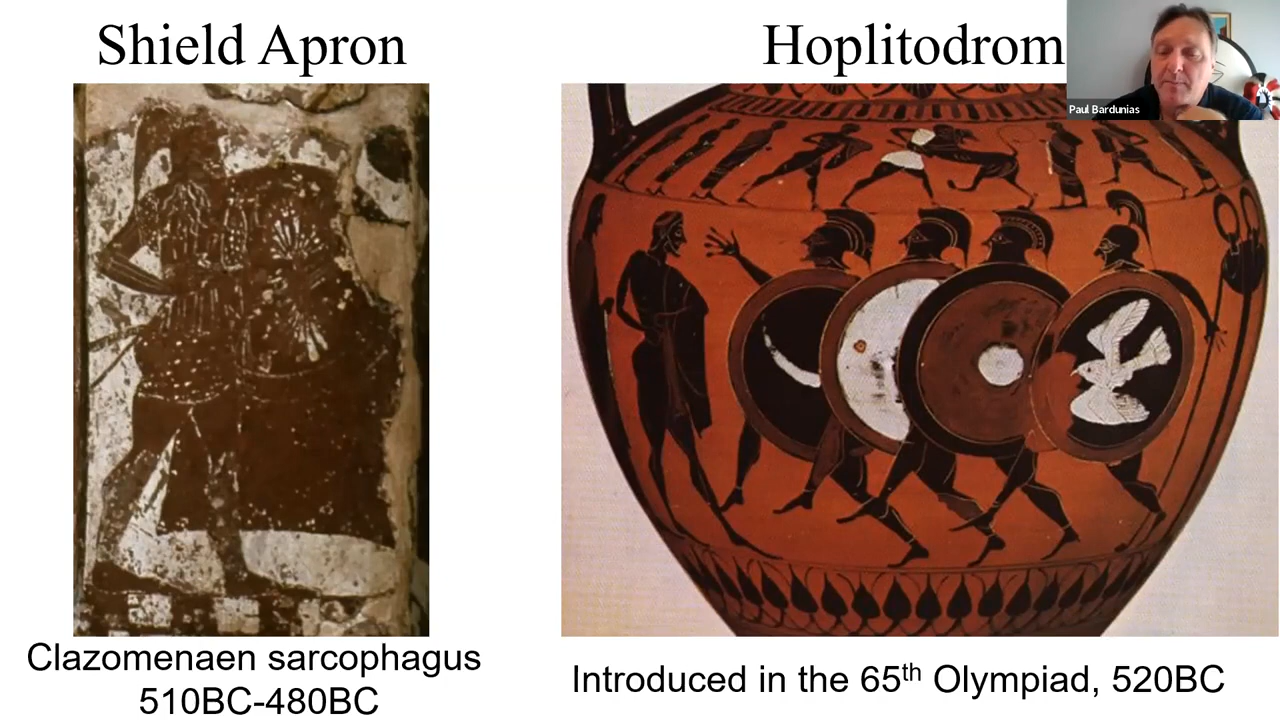 Shield Apron
Hoplitodrom
Paul Bardunias
Clazomenaen sarcophagus
510BC-480BC
Introduced in the 65th Olympiad, 520BC